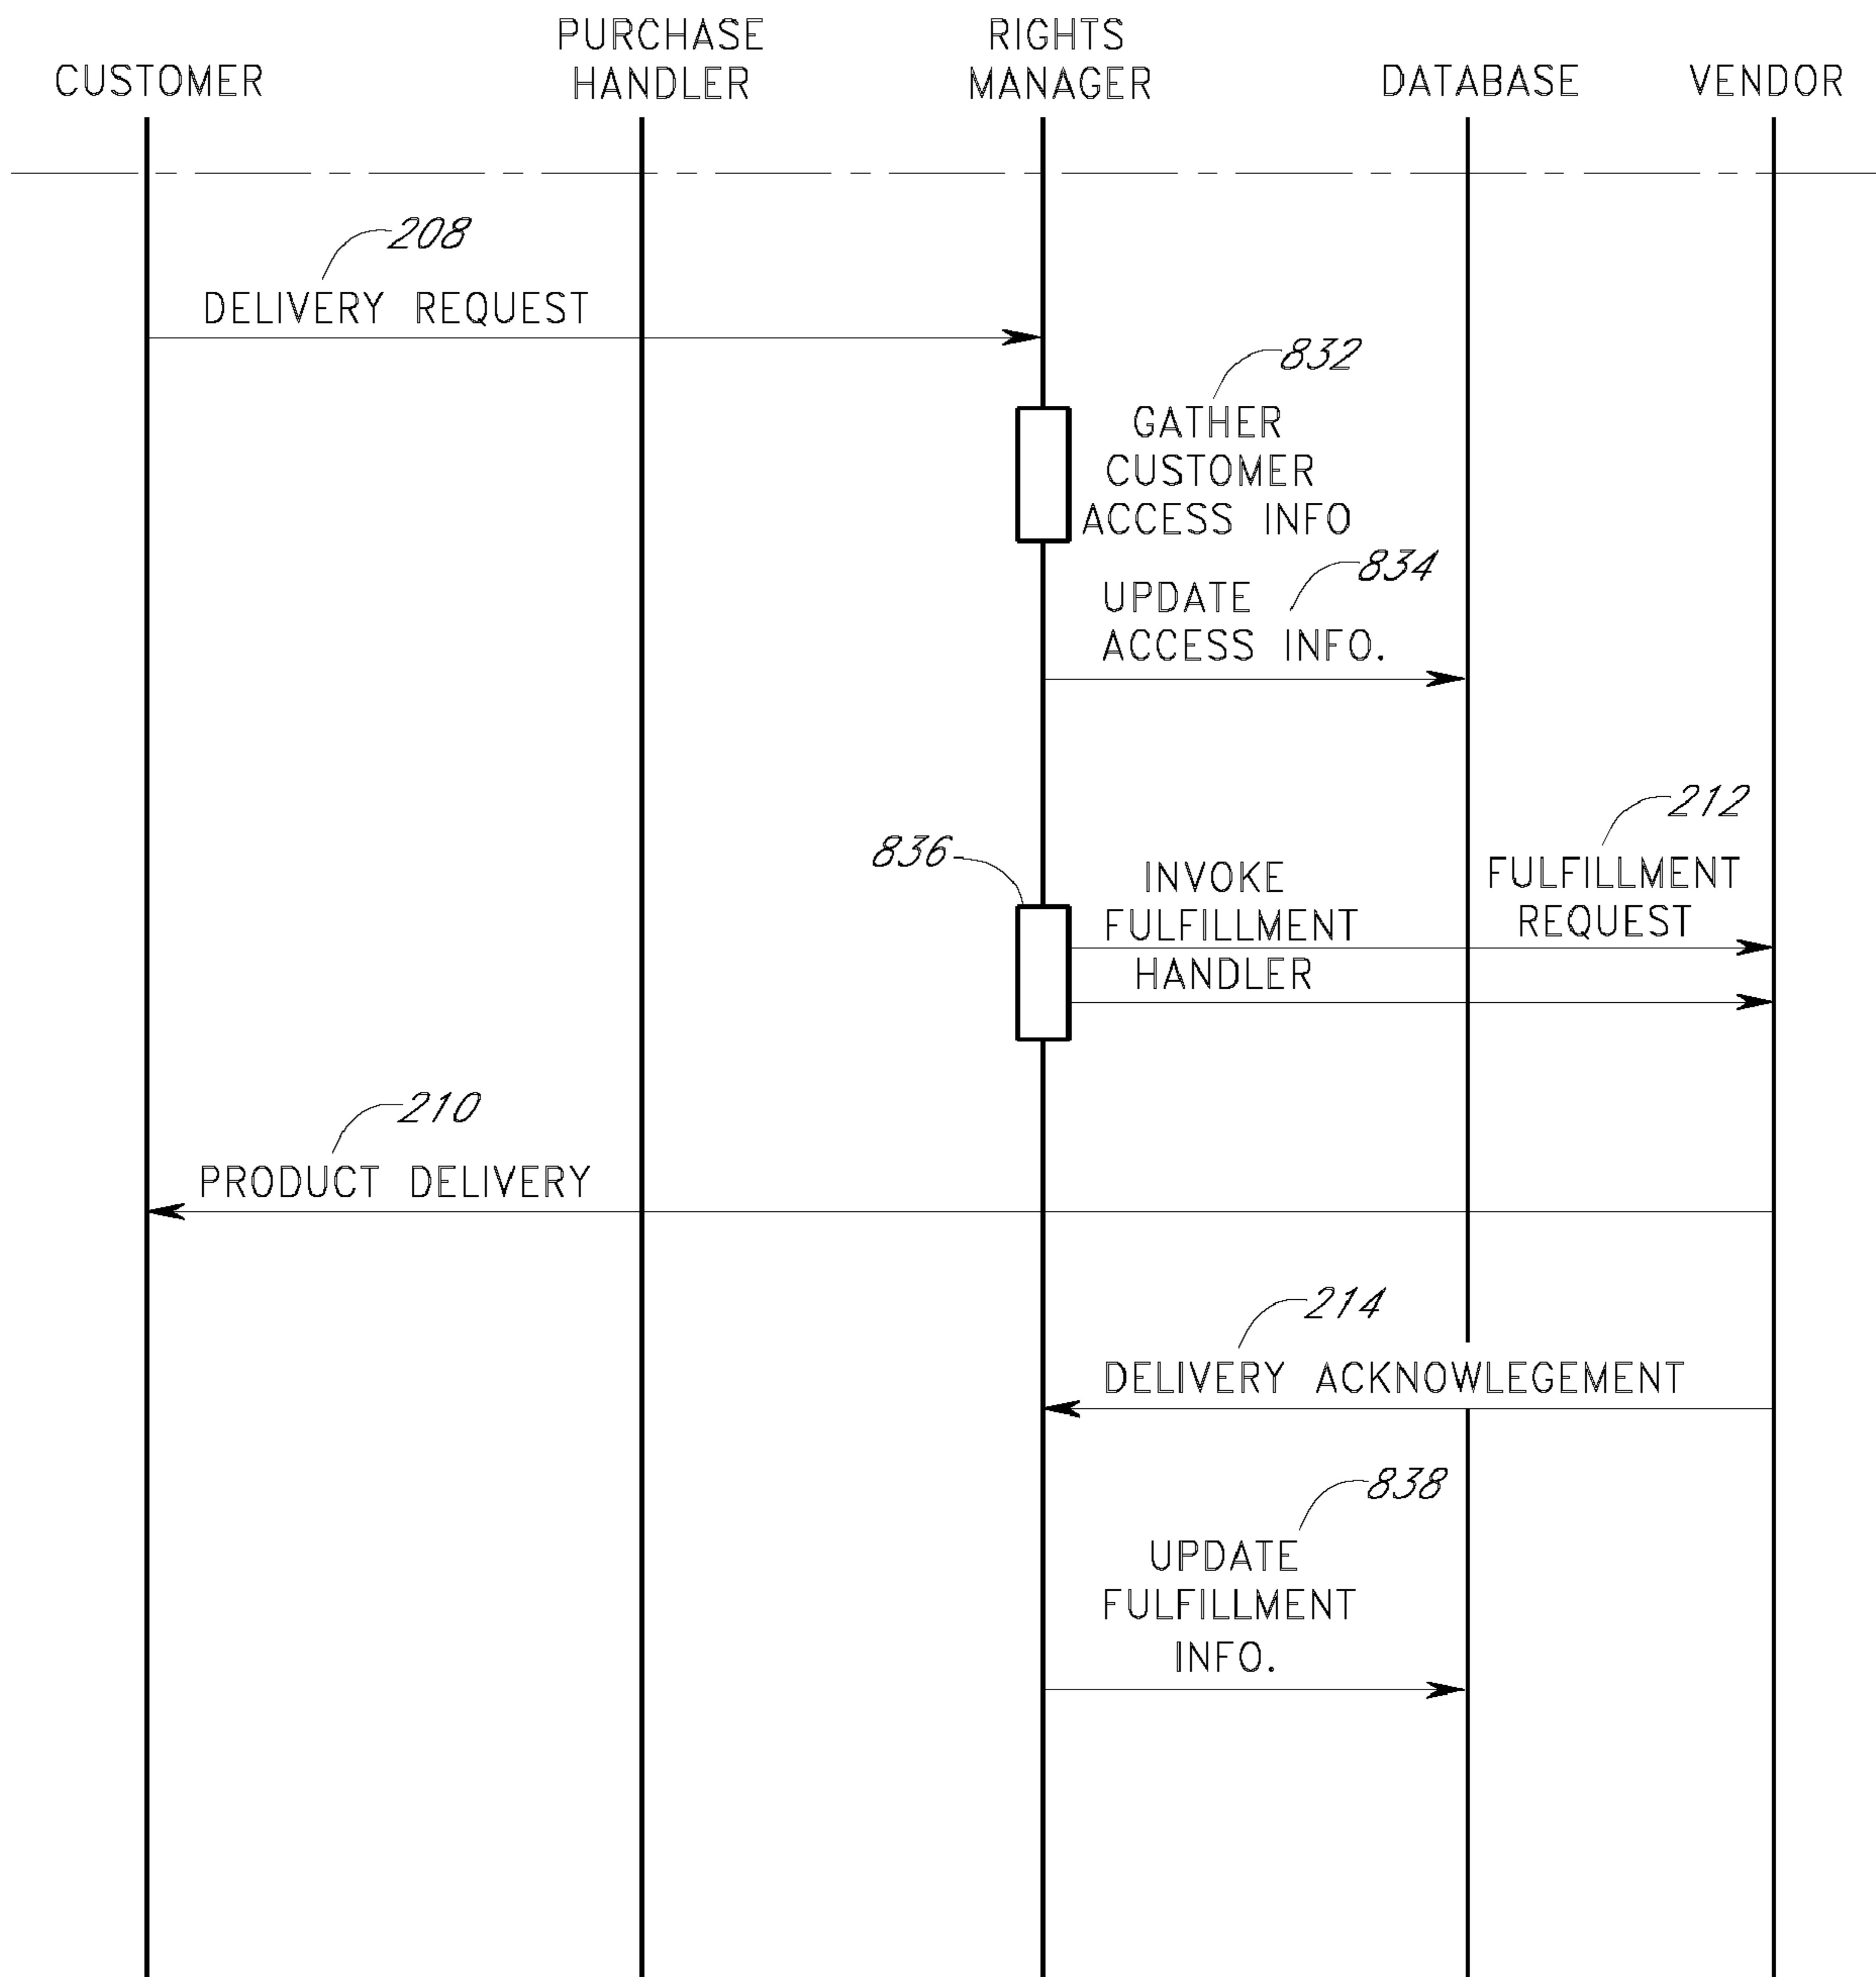 CUSTOMER
PURCHASE
HANDLER
RIGHTS
MANAGER
DATABASE
VENDOR
208
DELIVERY REQUEST
832
GATHER
CUSTOMER
ACCESS INFO
834
UPDATE
ACCESS INFO.
836
INVOKE
FULFILLMENT
HANDLER
212
FULFILLMENT
REQUEST
210
PRODUCT DELIVERY
214
DELIVERY ACKNOWLEGEMENT
838
UPDATE
FULFILLMENT
INFO.